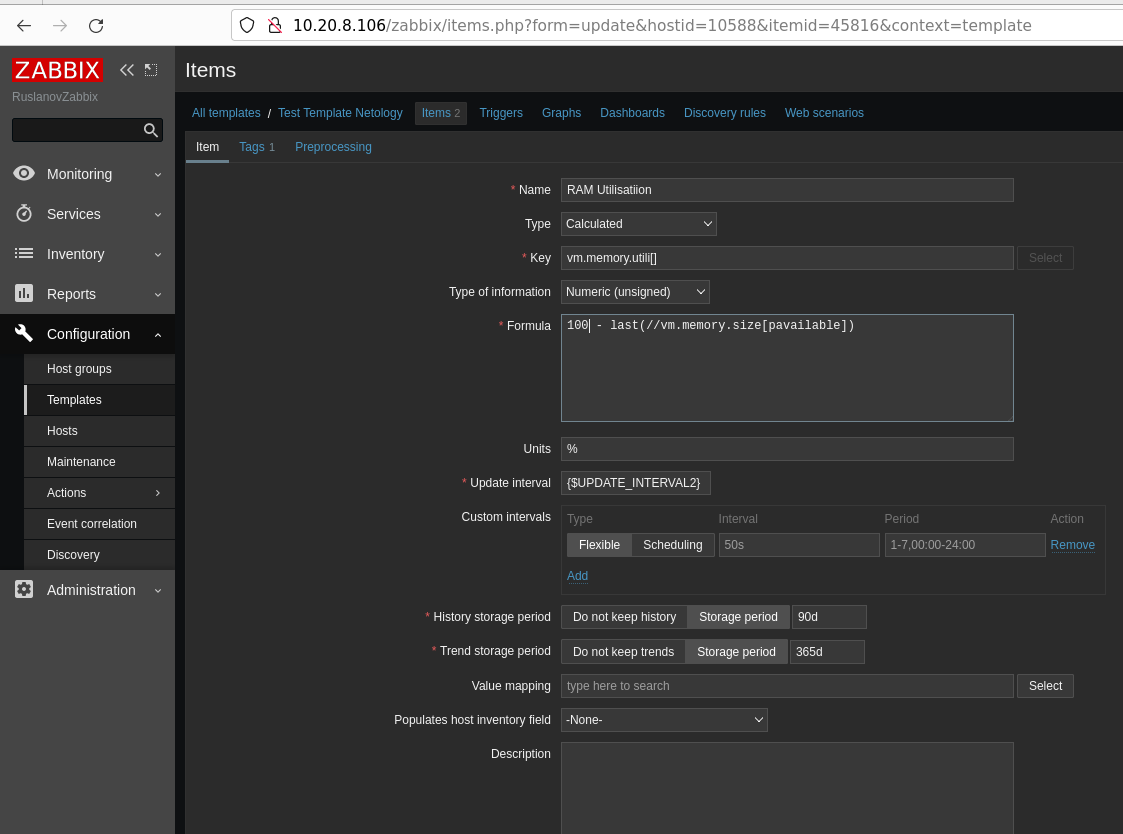 10.20.8.106/zabbix/items.php?form=update&hostid=10588&itemid=45816&context=template
ZABBIX
RuslanovZabbix
Monitoring
Services
Inventory
Reports
Configuration
Host groups
Templates
Hosts
Maintenance
Actions
Event correlation
Discovery
Administration
Items
All templates / Test Template Netology Items 2 Triggers Graphs Dashboards Discovery rules Web scenarios
Item Tags 1 Preprocessing
* Name RAM Utilisatiion
Type Calculated
* Key vm.memory.utili[] Select
Type of information Numeric (unsigned)
* Formula 100 - last(//vm.memory.size[pavailable])
Units %
* Update interval {$UPDATE_INTERVAL2}
Custom intervals Type Interval Period Action
Flexible Scheduling 50s 1-7,00:00-24:00 Remove
Add
* History storage period Do not keep history Storage period 90d
* Trend storage period Do not keep trends Storage period 365d
Value mapping type here to search Select
Populates host inventory field -None-
Description